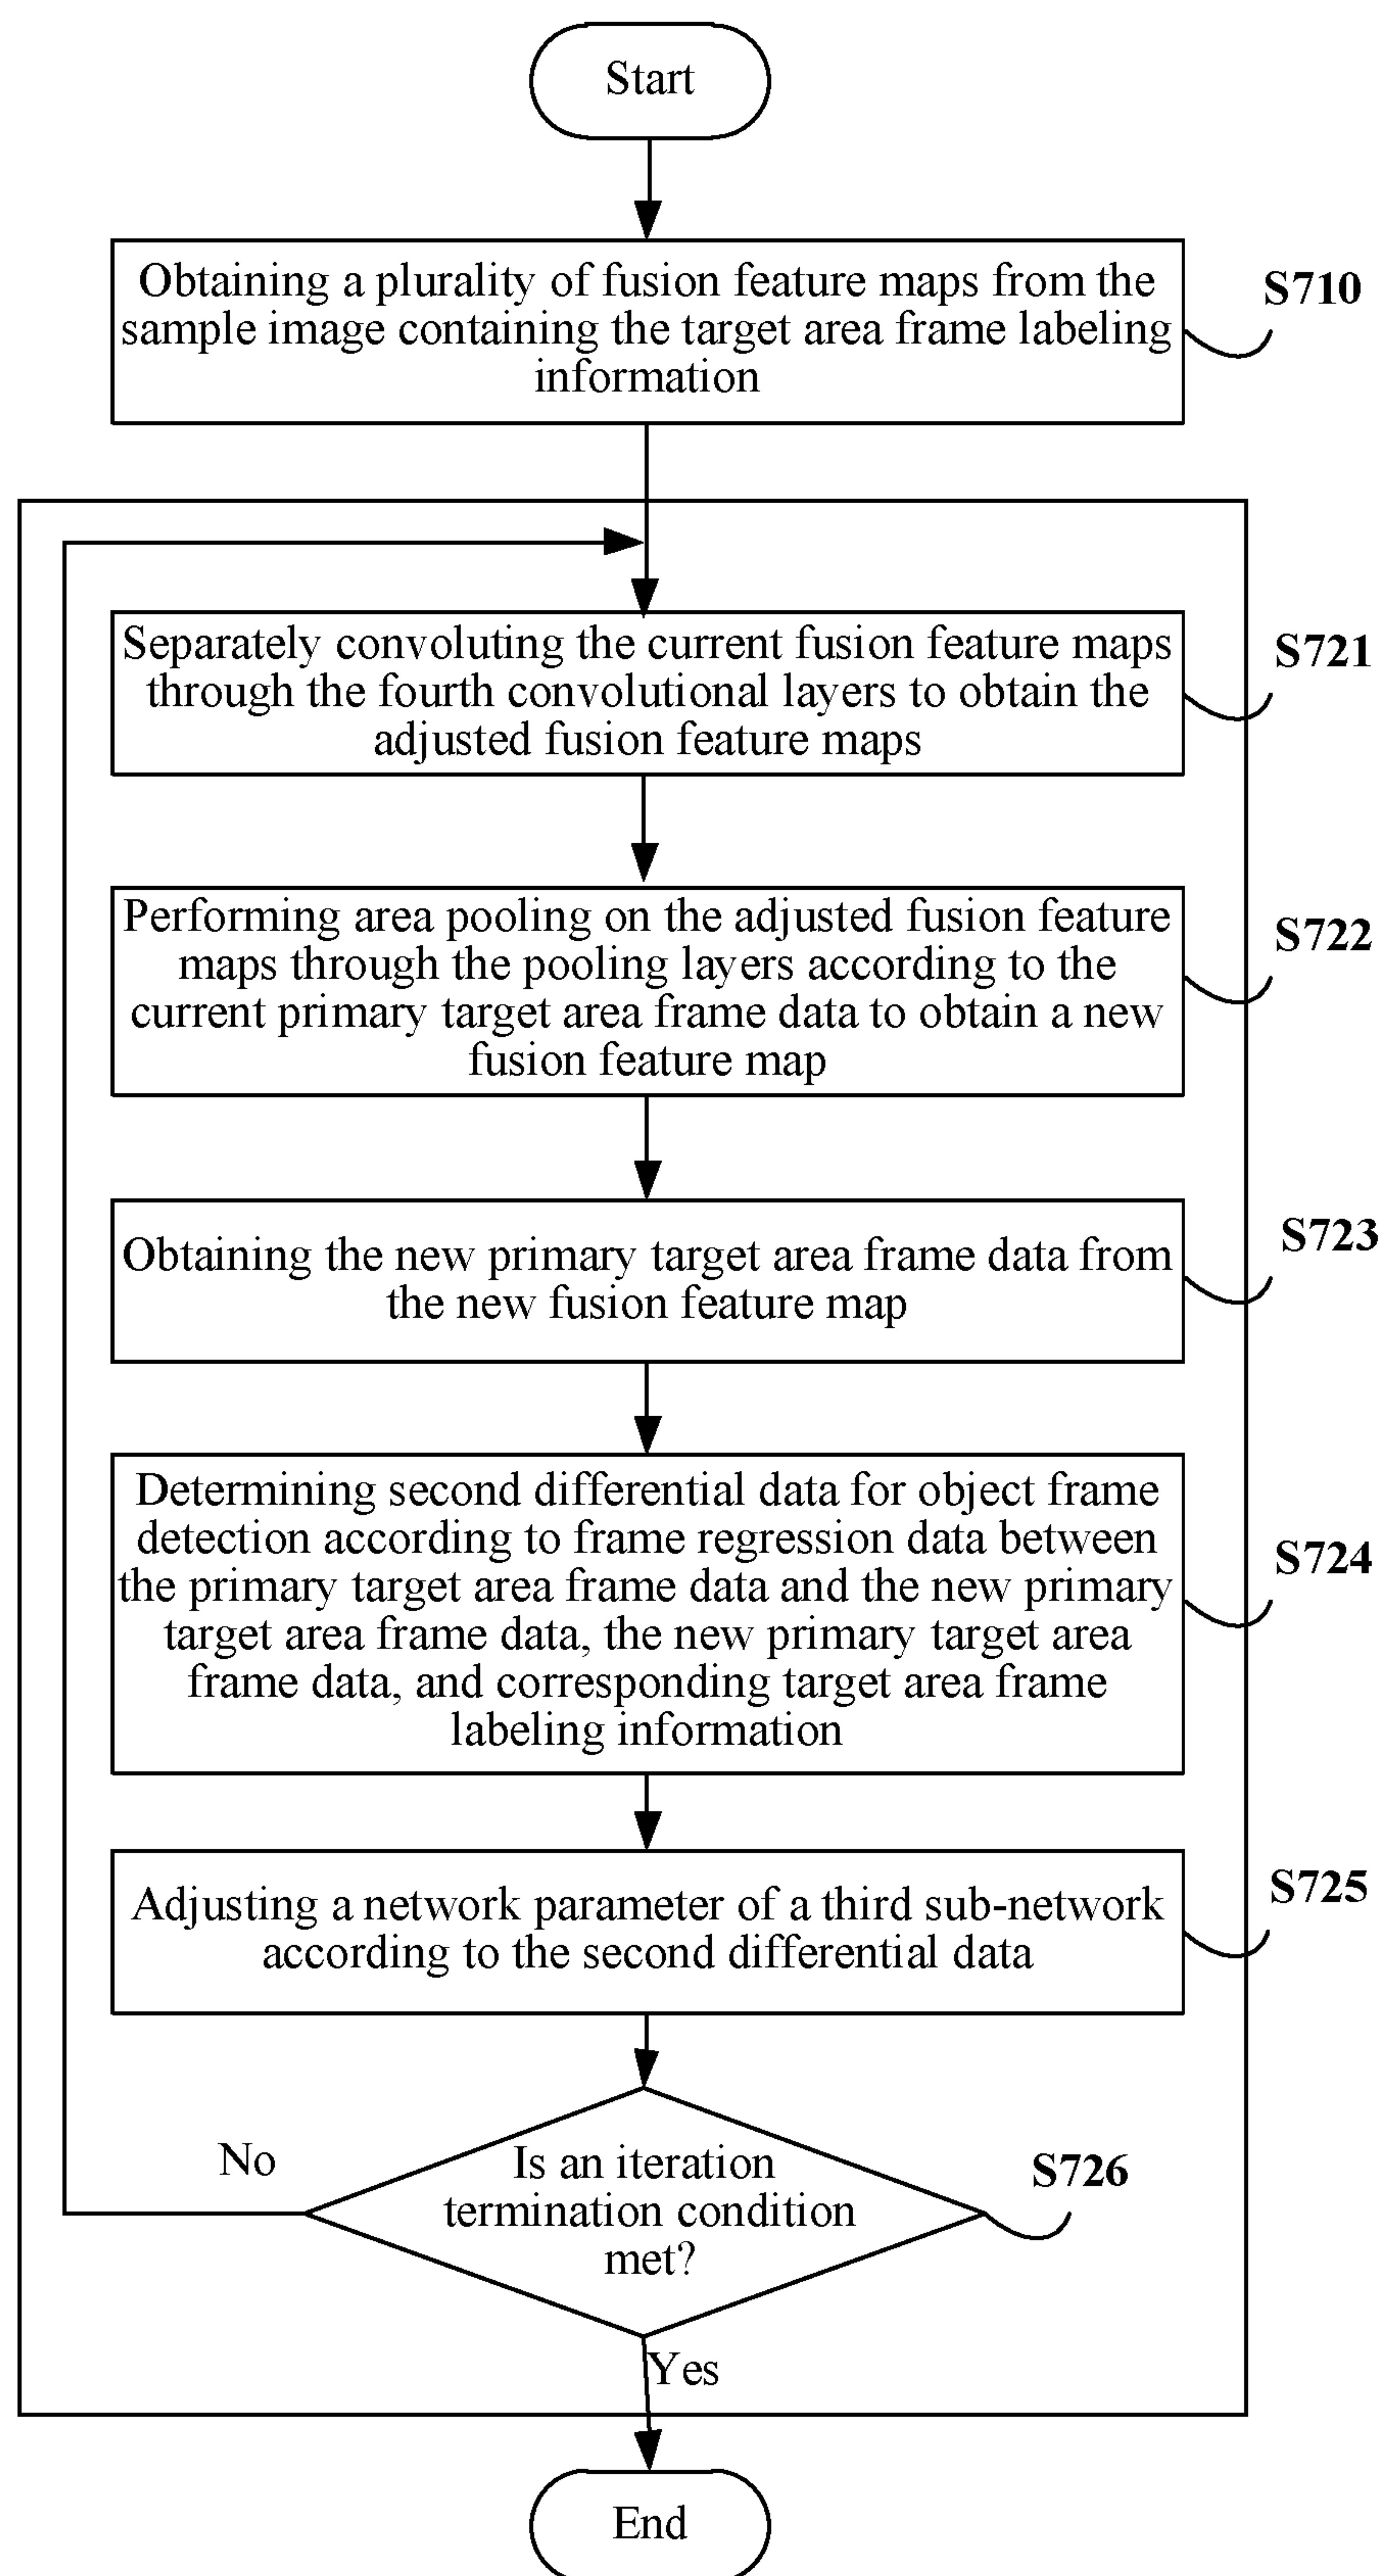 Start
Obtaining a plurality of fusion feature maps from the
sample image containing the target area frame labeling
information
S710
Separately convoluting the current fusion feature maps
through the fourth convolutional layers to obtain the
adjusted fusion feature maps
S721
Performing area pooling on the adjusted fusion feature
maps through the pooling layers according to the
current primary target area frame data to obtain a new
fusion feature map
S722
Obtaining the new primary target area frame data from
the new fusion feature map
S723
Determining second differential data for object frame
detection according to frame regression data between
the primary target area frame data and the new primary
target area frame data, the new primary target area
frame data, and corresponding target area frame
labeling information
S724
Adjusting a network parameter of a third sub-network
according to the second differential data
S725
No
Is an iteration
termination condition
met?
S726
Yes
End